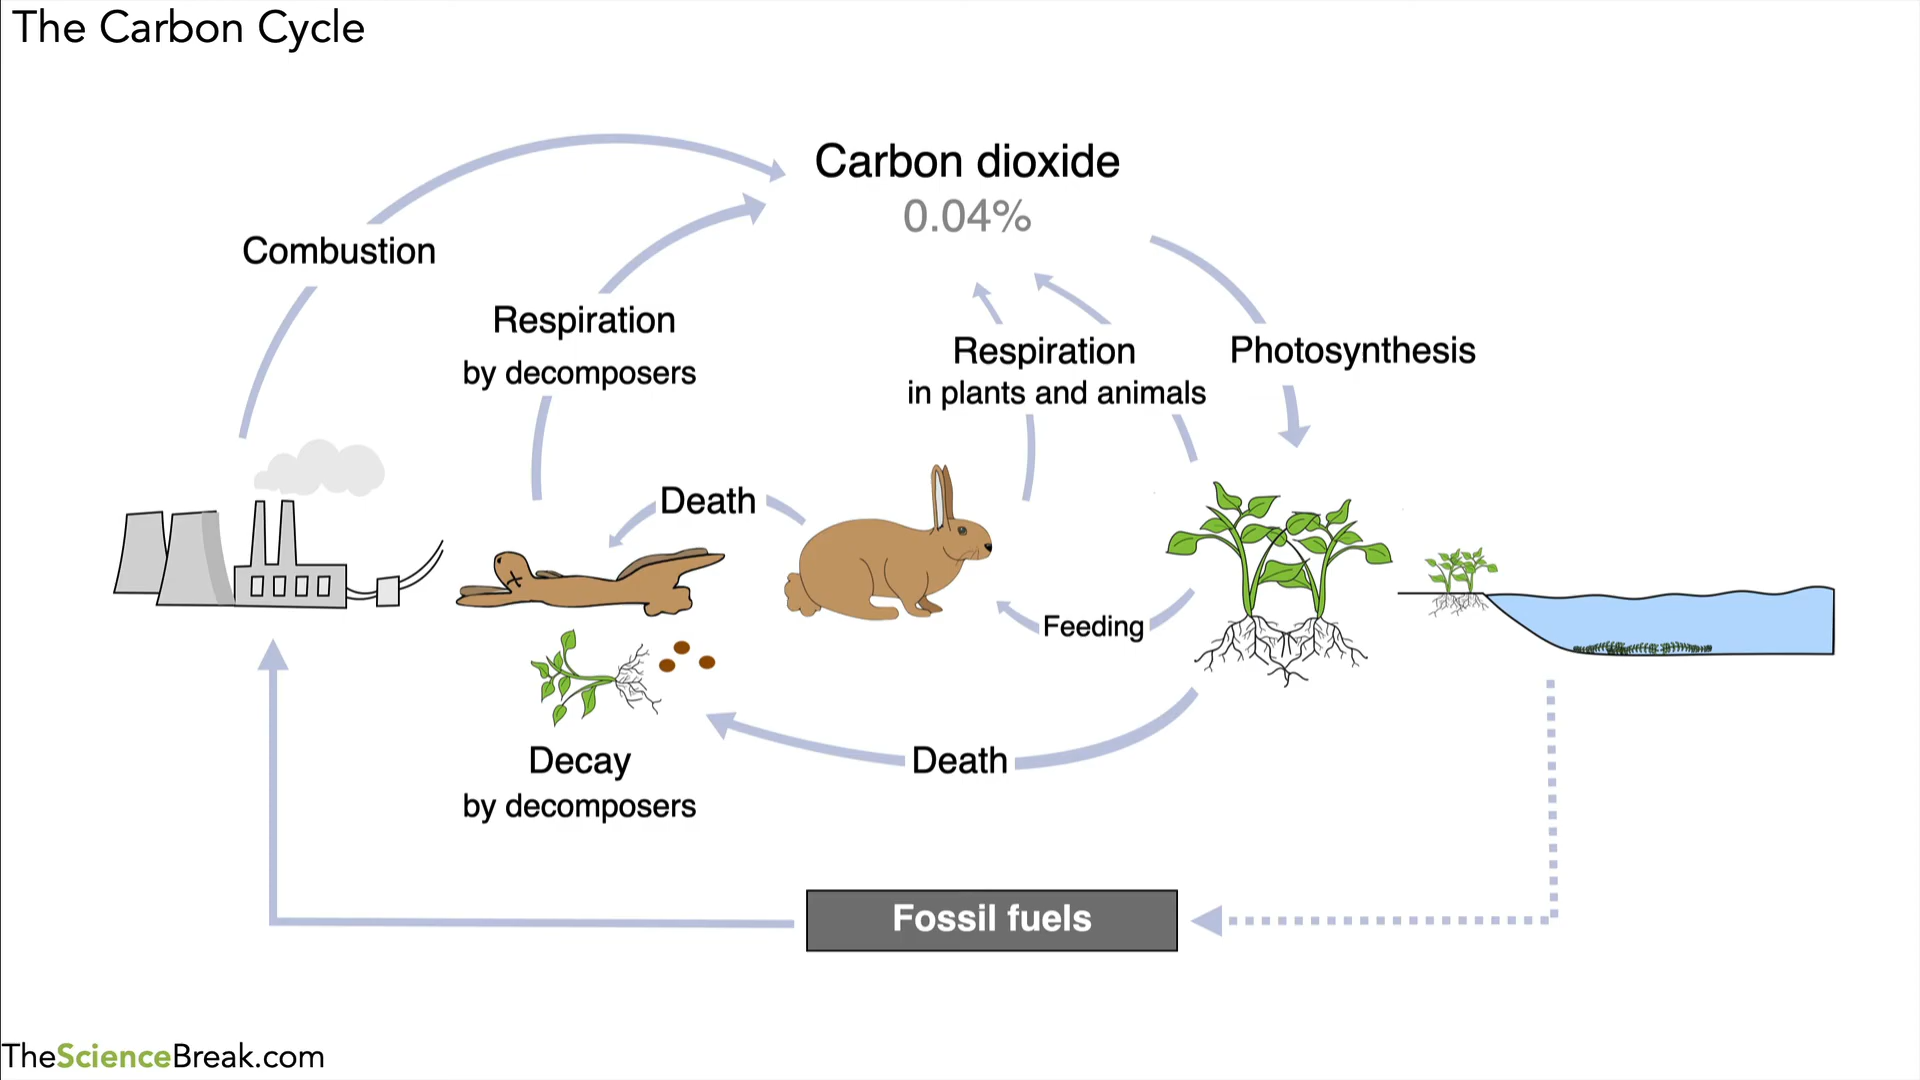 The Carbon Cycle
Carbon dioxide
0.04%
Combustion
Respiration
by decomposers
Respiration
in plants and animals
Photosynthesis
Death
Feeding
Death
Decay
by decomposers
Fossil fuels
TheScienceBreak.com